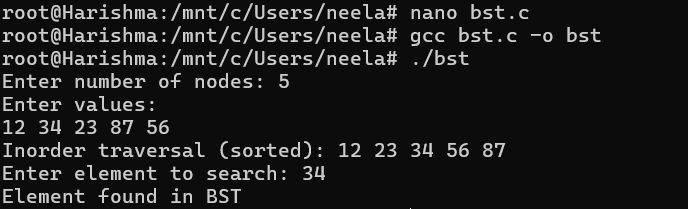 root@Harishma:/mnt/c/Users/neela# nano bst.c
root@Harishma:/mnt/c/Users/neela# gcc bst.c -o bst
root@Harishma:/mnt/c/Users/neela# ./bst
Enter number of nodes: 5
Enter values:
12 34 23 87 56
Inorder traversal (sorted): 12 23 34 56 87
Enter element to search: 34
Element found in BST